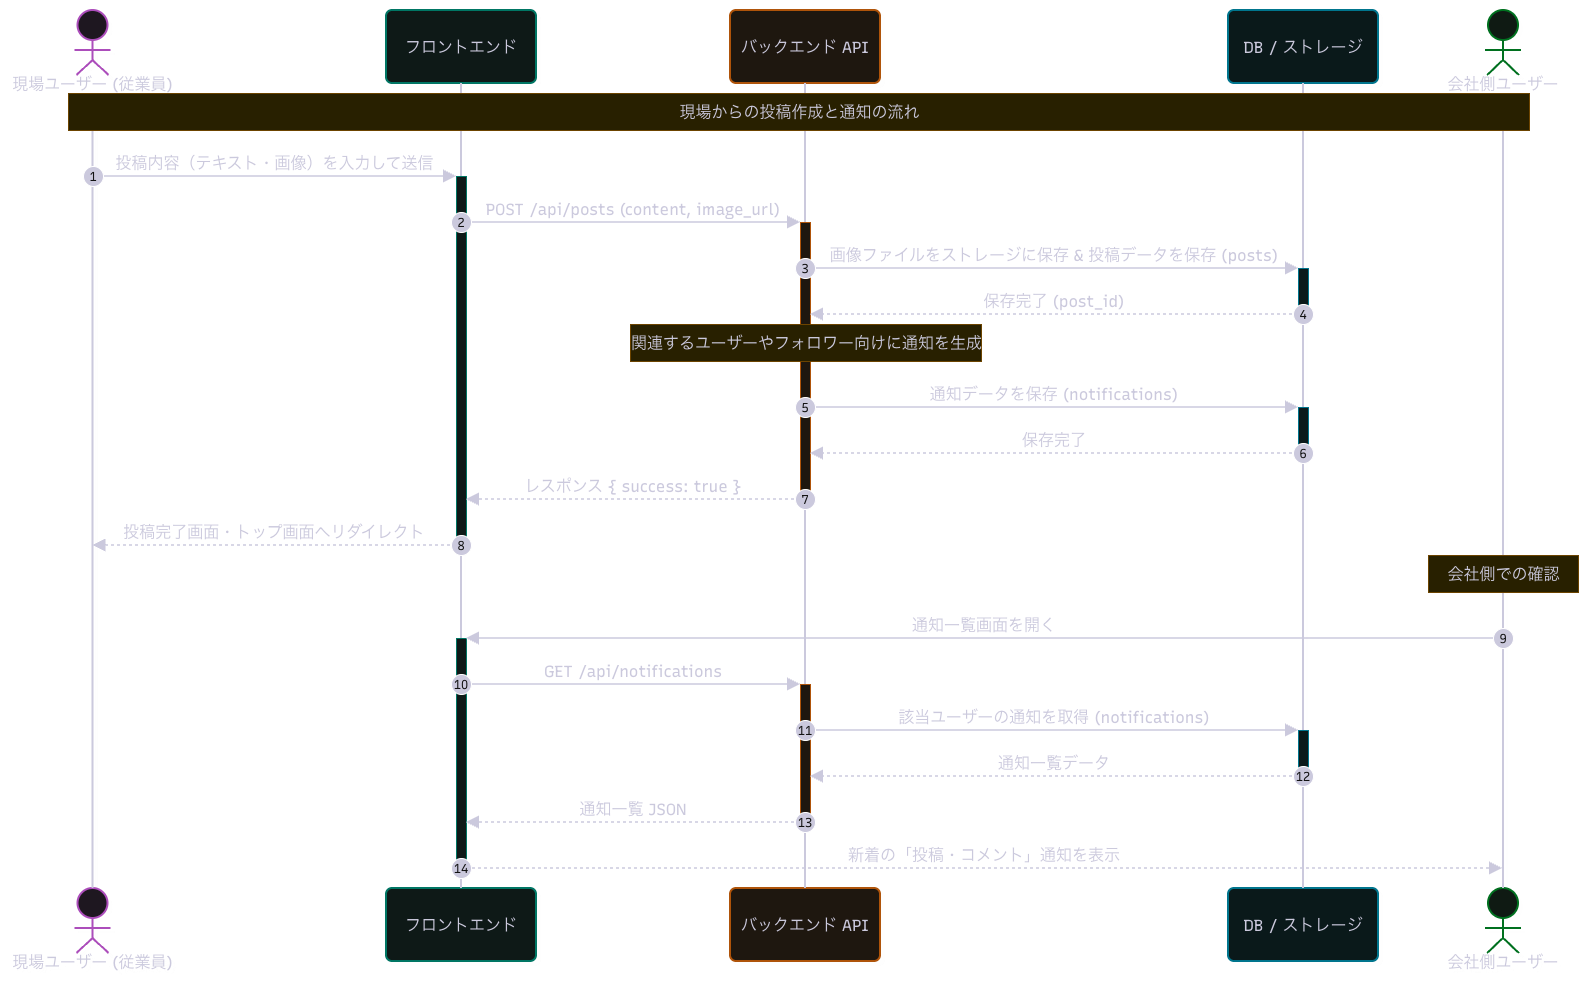 現場ユーザー (従業員)
フロントエンド
バックエンド API
DB / ストレージ
会社側ユーザー
現場からの投稿作成と通知の流れ
投稿内容（テキスト・画像）を入力して送信
1
POST /api/posts (content, image_url)
2
画像ファイルをストレージに保存 & 投稿データを保存 (posts)
3
保存完了 (post_id)
4
関連するユーザーやフォロワー向けに通知を生成
通知データを保存 (notifications)
5
保存完了
6
レスポンス { success: true }
7
投稿完了画面・トップ画面へリダイレクト
8
会社側での確認
通知一覧画面を開く
9
GET /api/notifications
10
該当ユーザーの通知を取得 (notifications)
11
通知一覧データ
12
通知一覧 JSON
13
新着の「投稿・コメント」通知を表示
14
現場ユーザー (従業員)
フロントエンド
バックエンド API
DB / ストレージ
会社側ユーザー